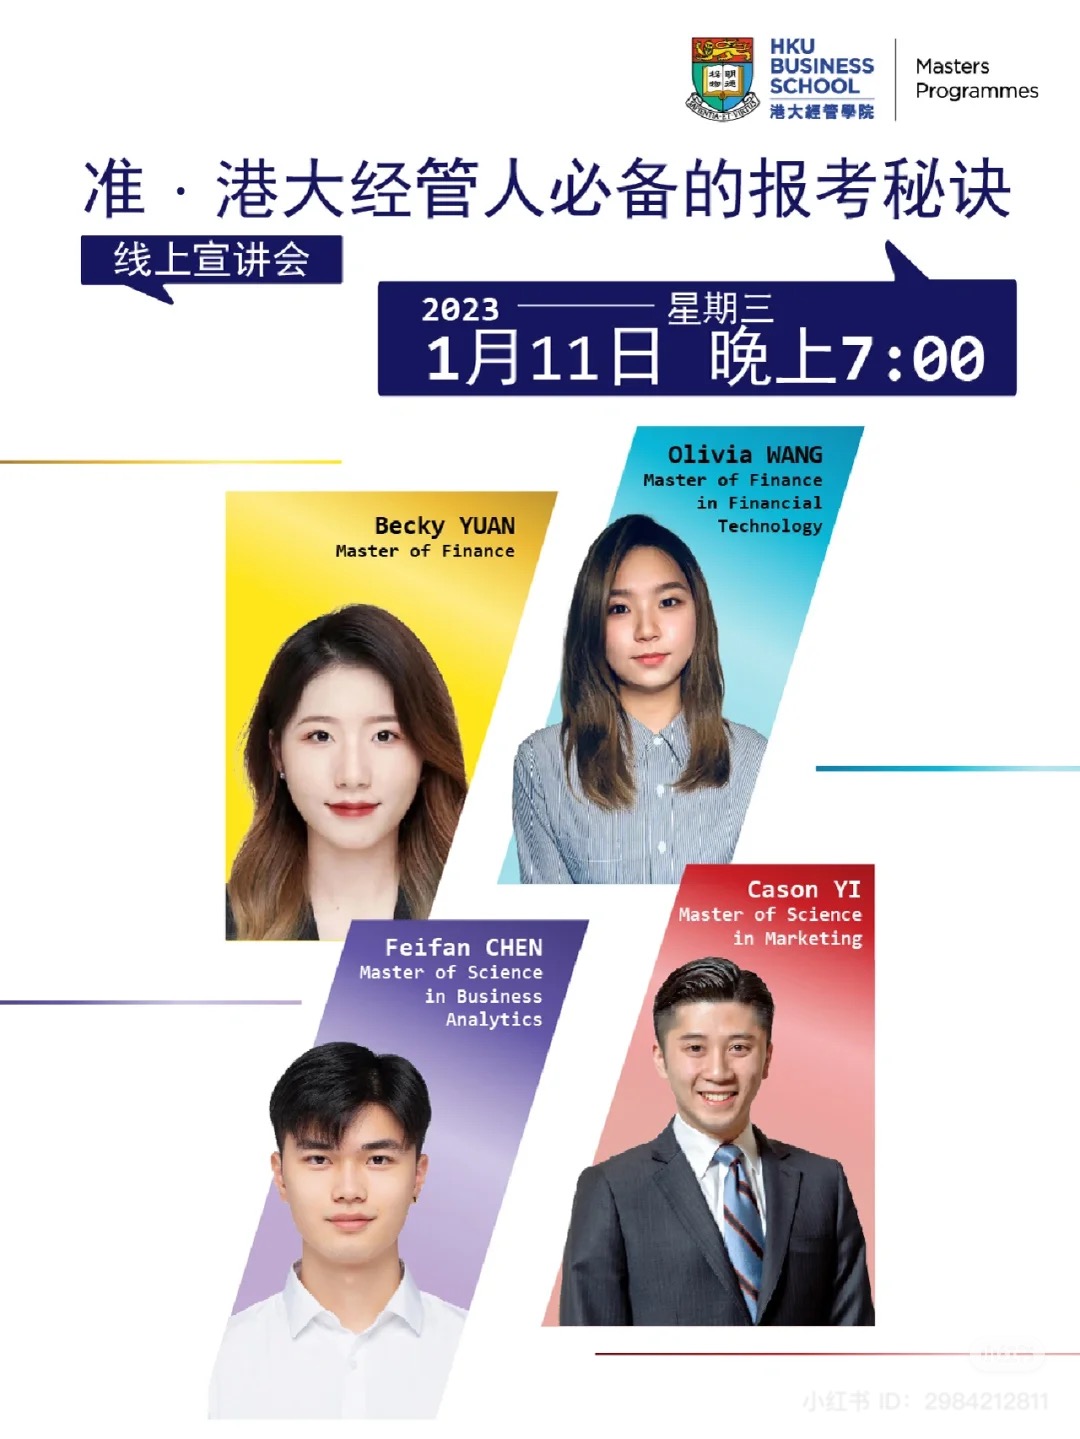 HKU
BUSINESS
SCHOOL
港大經管學院
Masters
Programmes
准·港大经管人必备的报考秘诀
线上宣讲会
2023 星期三
1月11日 晚上7:00
Olivia WANG
Master of Finance
in Financial
Technology
Becky YUAN
Master of Finance
Cason YI
Master of Science
in Marketing
Feifan CHEN
Master of Science
in Business
Analytics
小红书
小红书 ID: 2984212811